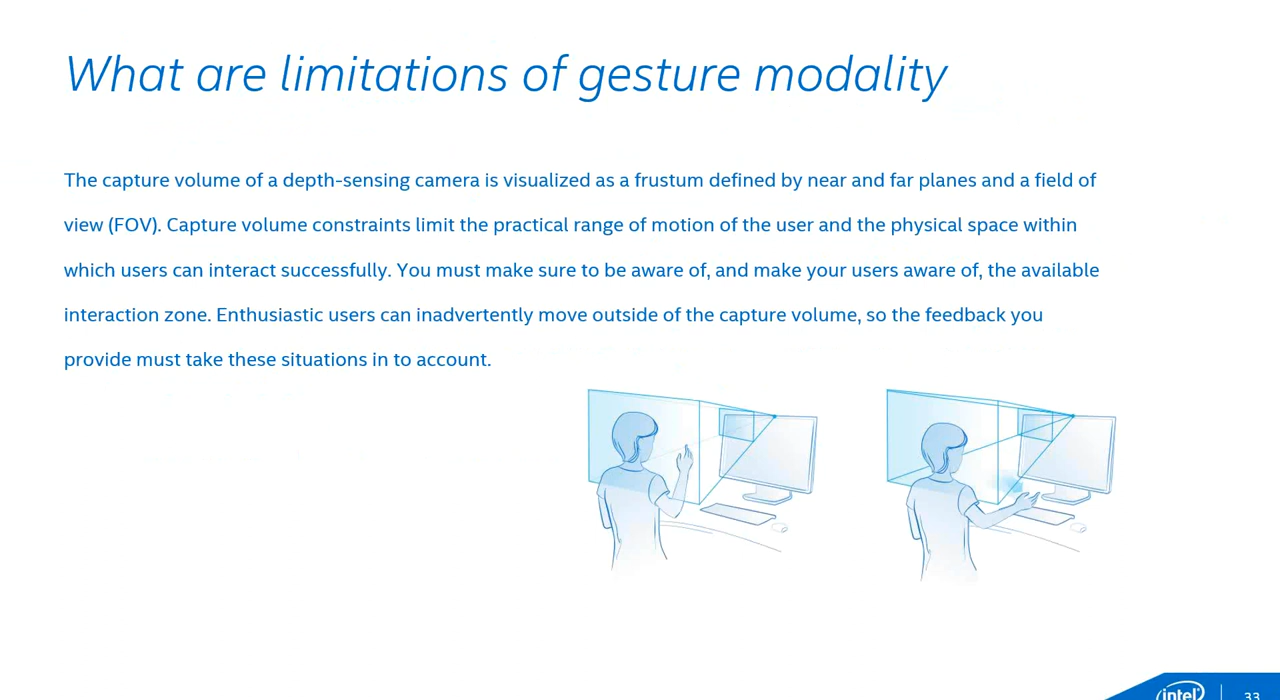 What are limitations of gesture modality
The capture volume of a depth-sensing camera is visualized as a frustum defined by near and far planes and a field of
view (FOV). Capture volume constraints limit the practical range of motion of the user and the physical space within
which users can interact successfully. You must make sure to be aware of, and make your users aware of, the available
interaction zone. Enthusiastic users can inadvertently move outside of the capture volume, so the feedback you
provide must take these situations in to account.
intel
33